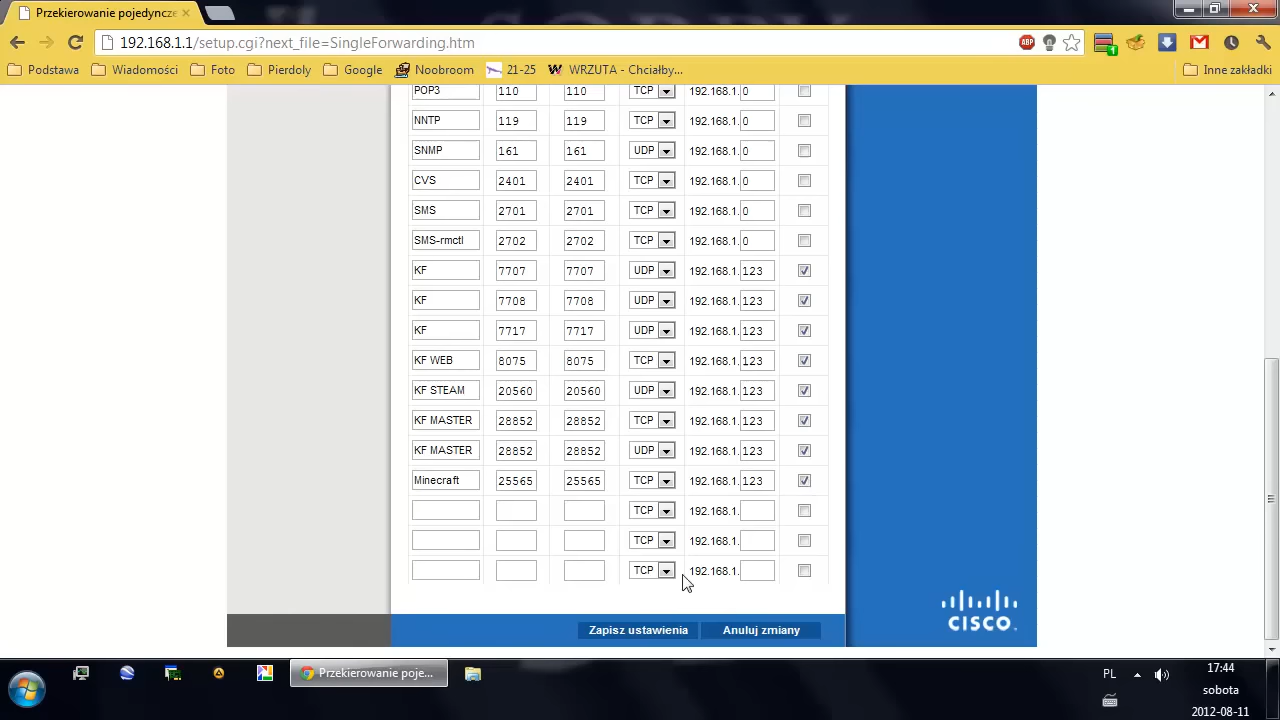 Przekierowanie pojedyncze
192.168.1.1/setup.cgi?next_file=SingleForwarding.htm
ABP
1
Podstawa Wiadomości Foto Pierdoły Google Noobroom 21-25 WRZUTA - Chciałby... Inne zakładki
POP3 110 110 TCP 192.168.1.0
NNTP 119 119 TCP 192.168.1.0
SNMP 161 161 UDP 192.168.1.0
CVS 2401 2401 TCP 192.168.1.0
SMS 2701 2701 TCP 192.168.1.0
SMS-rmctl 2702 2702 TCP 192.168.1.0
KF 7707 7707 UDP 192.168.1.123
KF 7708 7708 UDP 192.168.1.123
KF 7717 7717 UDP 192.168.1.123
KF WEB 8075 8075 TCP 192.168.1.123
KF STEAM 20560 20560 UDP 192.168.1.123
KF MASTER 28852 28852 TCP 192.168.1.123
KF MASTER 28852 28852 UDP 192.168.1.123
Minecraft 25565 25565 TCP 192.168.1.123
TCP 192.168.1.
TCP 192.168.1.
TCP 192.168.1.
CISCO
Zapisz ustawienia Anuluj zmiany
Przekierowanie poje... PL 17:44
sobota
2012-08-11